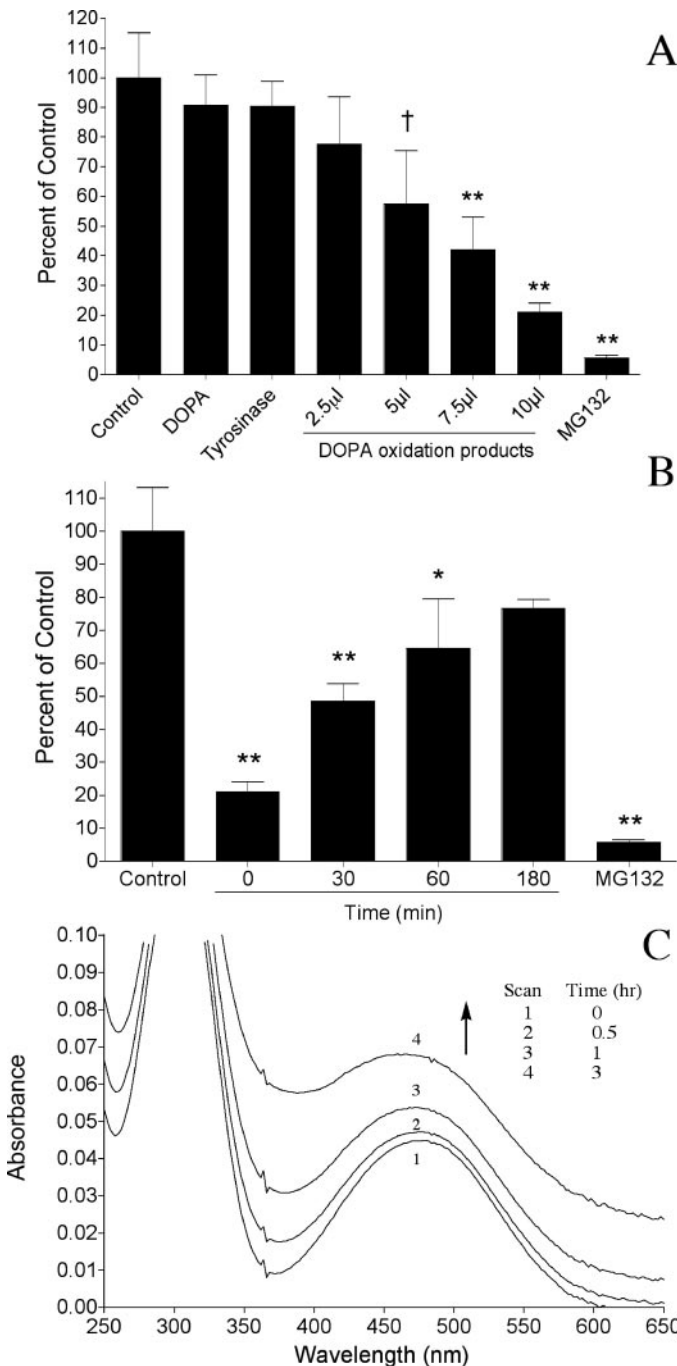 A
Percent of Control
120
110
100
90
80
70
60
50
40
30
20
10
0
†
**
**
**
Control
DOPA
Tyrosinase
2.5µl
5µl
7.5µl
10µl
MG132
DOPA oxidation products
B
Percent of Control
110
100
90
80
70
60
50
40
30
20
10
0
**
**
*
**
Control
0
30
60
180
MG132
Time (min)
C
Absorbance
0.10
0.09
0.08
0.07
0.06
0.05
0.04
0.03
0.02
0.01
0.00
Scan Time (hr)
1 0
2 0.5
3 1
4 3
4
3
2
1
250 300 350 400 450 500 550 600 650
Wavelength (nm)